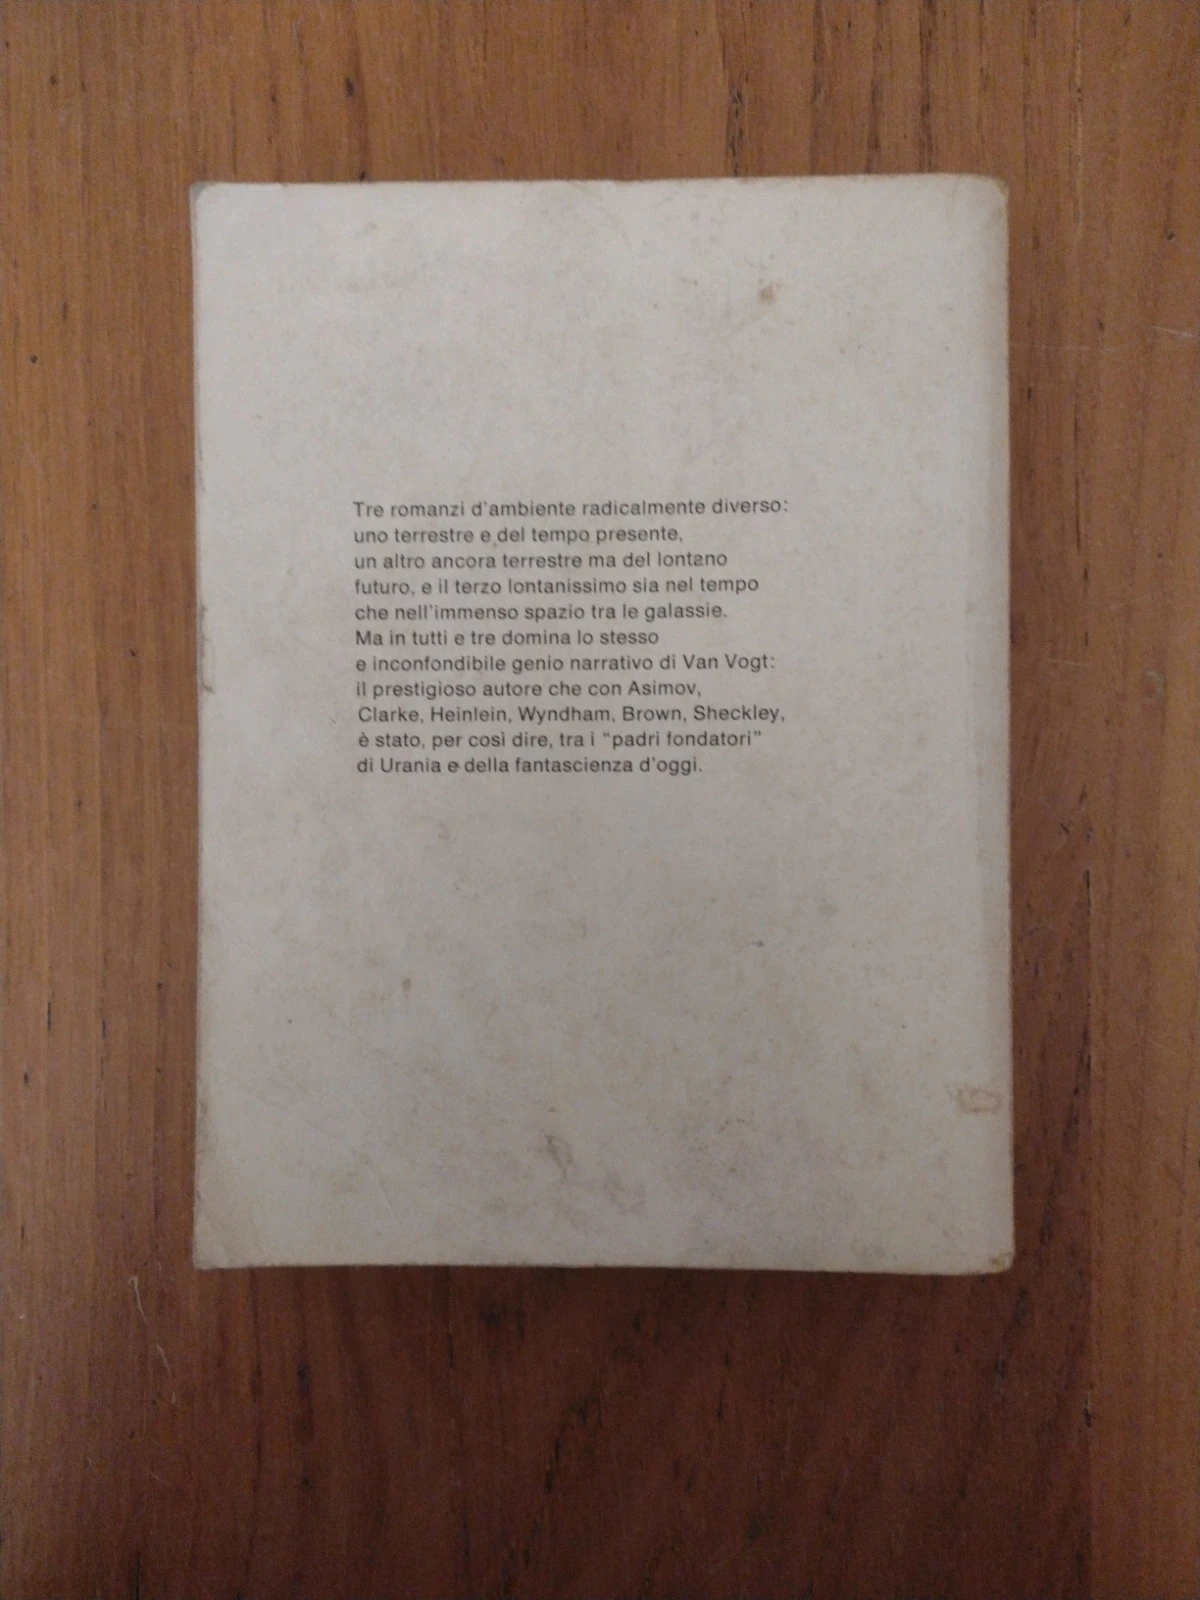 Tre romanzi d'ambiente radicalmente diverso:
uno terrestre e del tempo presente,
un altro ancora terrestre ma del lontano
futuro, e il terzo lontanissimo sia nel tempo
che nell'immenso spazio tra le galassie.
Ma in tutti e tre domina lo stesso
e inconfondibile genio narrativo di Van Vogt:
il prestigioso autore che con Asimov,
Clarke, Heinlein, Wyndham, Brown, Sheckley,
è stato, per così dire, tra i "padri fondatori"
di Urania e della fantascienza d'oggi.